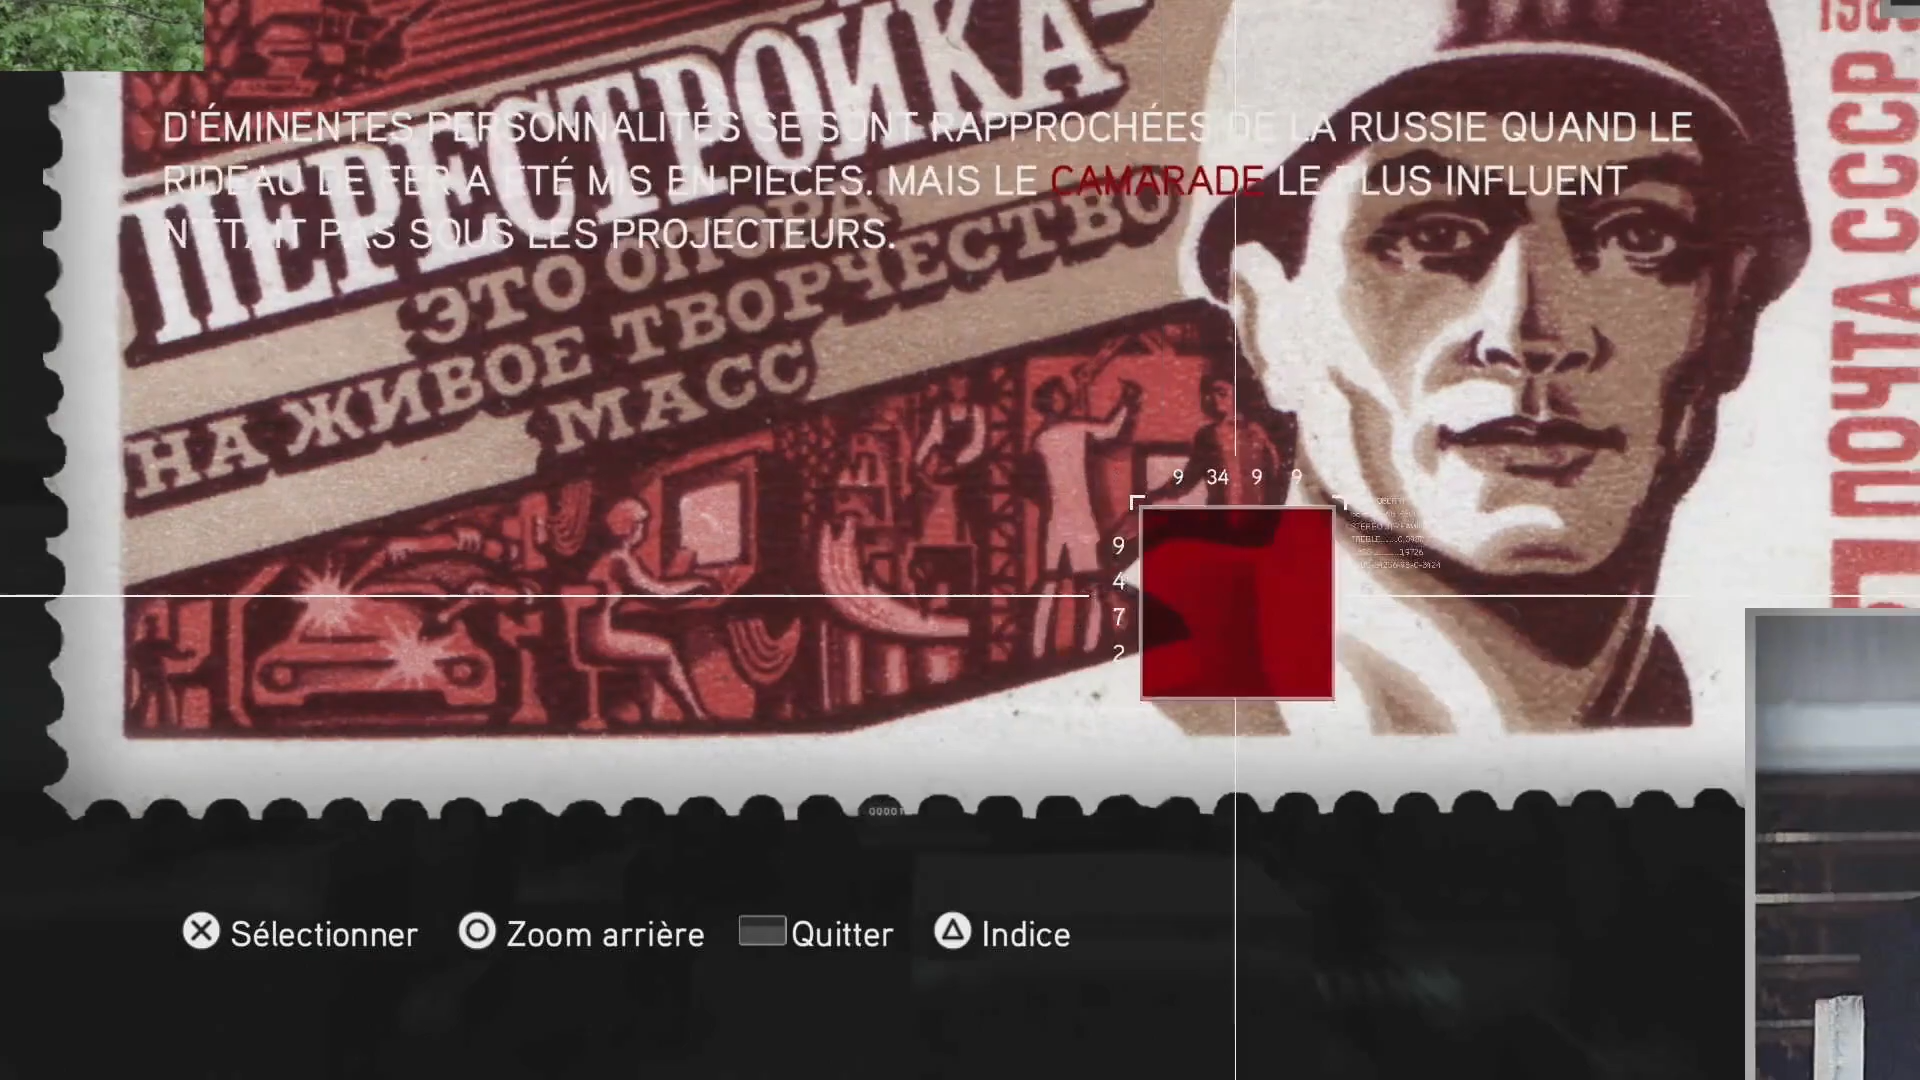 ПЕРЕСТРОЙКА-
ЭТО ОПОРА
НА ЖИВОЕ ТВОРЧЕСТВО
МАСС
ПОЧТА СССР
D'ÉMINENTES PERSONNALITÉS SE SONT RAPPROCHÉES DE LA RUSSIE QUAND LE
RIDEAU DE FER A ÉTÉ MIS EN PIECES. MAIS LE CAMARADE LE PLUS INFLUENT
N'ÉTAIT PAS SOUS LES PROJECTEURS.
9 34 9 9
9
4
7
2
Sélectionner Zoom arrière Quitter Indice